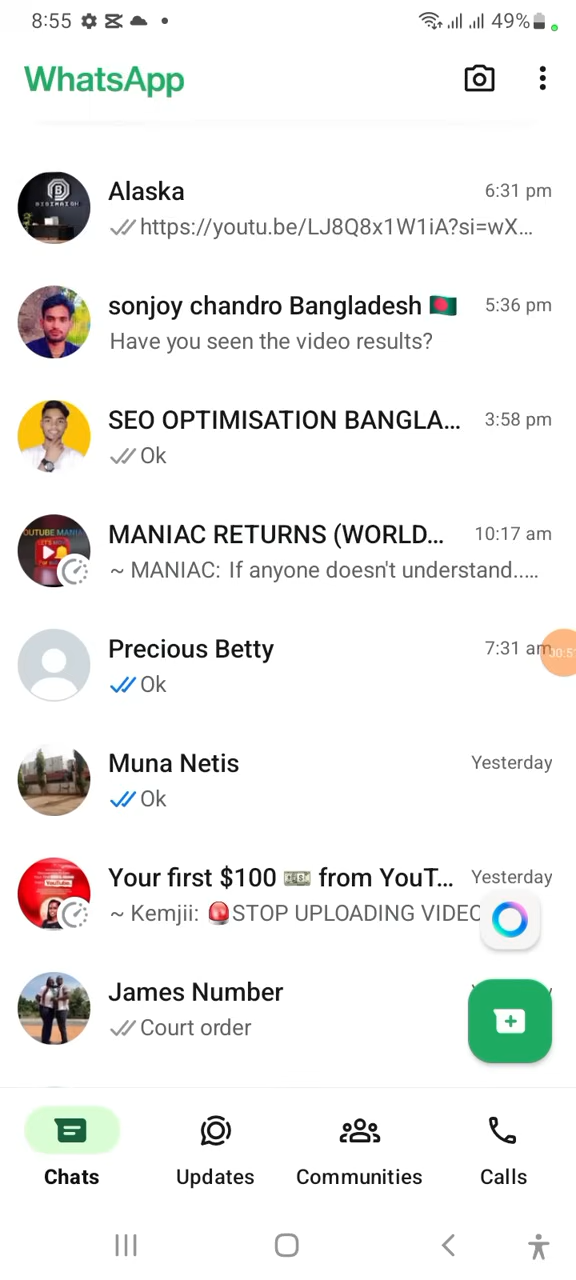 8:55 49%
WhatsApp
Alaska 6:31 pm
https://youtu.be/LJ8Q8x1W1iA?si=wX...
sonjoy chandro Bangladesh 🇧🇩 5:36 pm
Have you seen the video results?
SEO OPTIMISATION BANGLA... 3:58 pm
Ok
MANIAC RETURNS (WORLD... 10:17 am
~ MANIAC: If anyone doesn't understand.....
Precious Betty 7:31 am
Ok
Muna Netis Yesterday
Ok
Your first $100 💵 from YouT... Yesterday
~ Kemjii: 🚨STOP UPLOADING VIDEO
James Number
Court order
Chats Updates Communities Calls